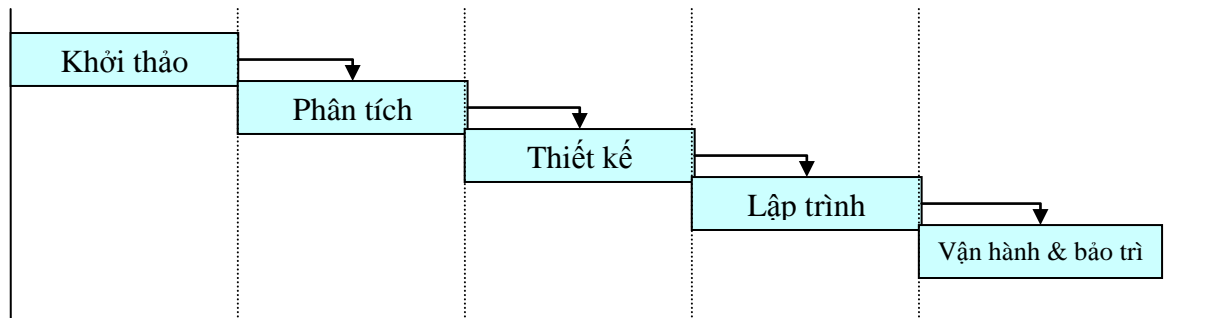 Khởi thảo
Phân tích
Thiết kế
Lập trình
Vận hành & bảo trì